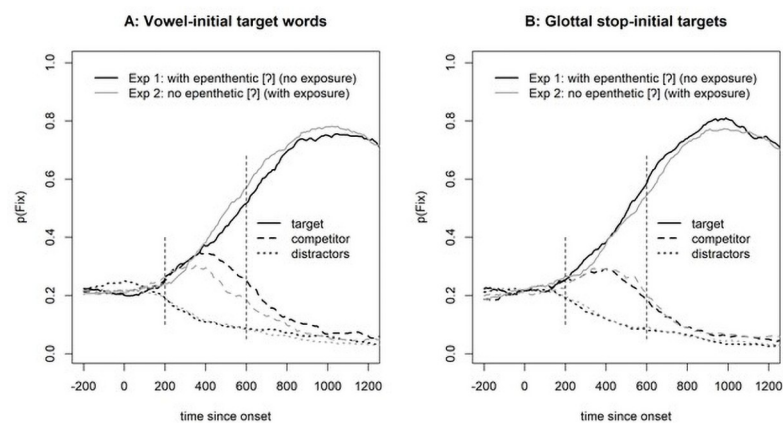 A: Vowel-initial target words
Exp 1: with epenthentic [ʔ] (no exposure)
Exp 2: no epenthetic [ʔ] (with exposure)
target
competitor
distractors
p(Fix)
0.0
0.2
0.4
0.6
0.8
1.0
-200 0 200 400 600 800 1000 1200
time since onset
B: Glottal stop-initial targets
Exp 1: with epenthentic [ʔ] (no exposure)
Exp 2: no epenthetic [ʔ] (with exposure)
target
competitor
distractors
p(Fix)
0.0
0.2
0.4
0.6
0.8
1.0
-200 0 200 400 600 800 1000 1200
time since onset